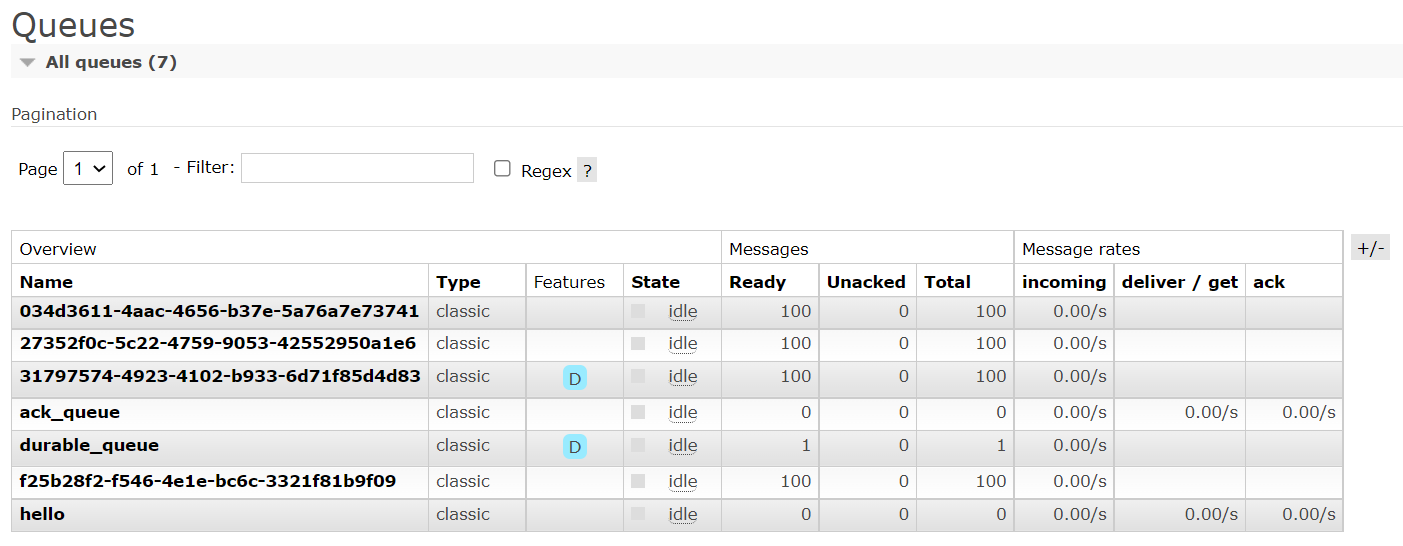 Queues
All queues (7)
Pagination
Page 1 of 1 - Filter: Regex ?
Overview Messages Message rates +/-
Name Type Features State Ready Unacked Total incoming deliver / get ack
034d3611-4aac-4656-b37e-5a76a7e73741 classic idle 100 0 100 0.00/s
27352f0c-5c22-4759-9053-42552950a1e6 classic idle 100 0 100 0.00/s
31797574-4923-4102-b933-6d71f85d4d83 classic D idle 100 0 100 0.00/s
ack_queue classic idle 0 0 0 0.00/s 0.00/s 0.00/s
durable_queue classic D idle 1 0 1 0.00/s
f25b28f2-f546-4e1e-bc6c-3321f81b9f09 classic idle 100 0 100 0.00/s
hello classic idle 0 0 0 0.00/s 0.00/s 0.00/s